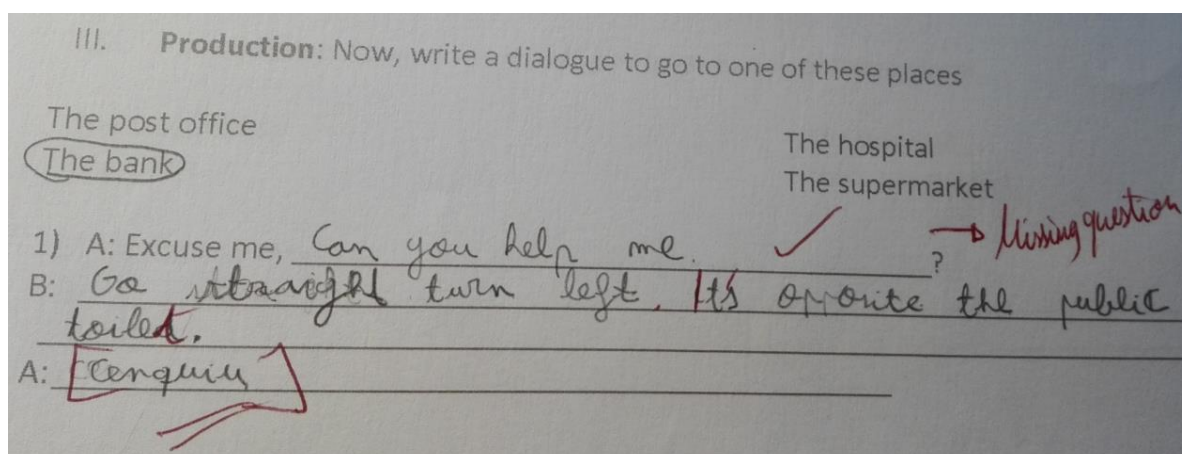 III. Production: Now, write a dialogue to go to one of these places
The post office
The bank
The hospital
The supermarket
→ Missing question
1) A: Excuse me, Can you help me. ?
B: Go straight turn left. It's opposite the public
toilet.
A: Cenquiu